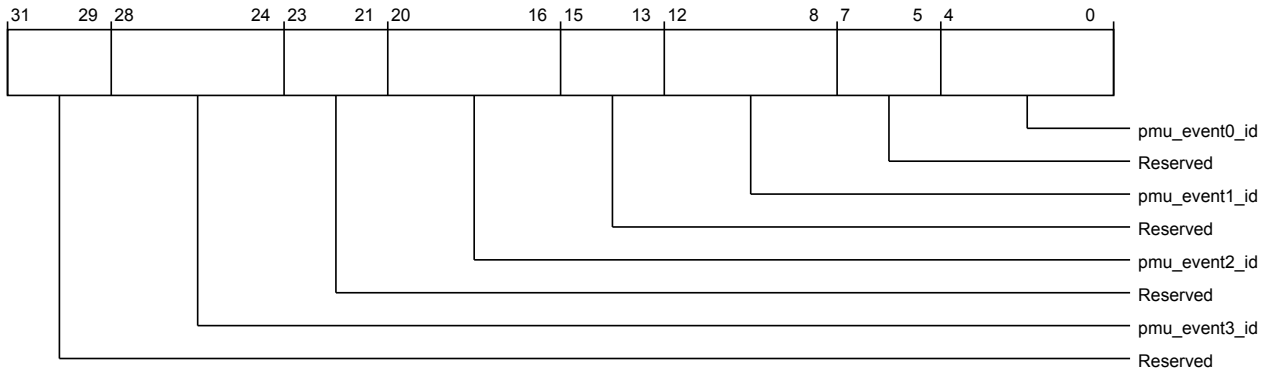 31 29 28 24 23 21 20 16 15 13 12 8 7 5 4 0
pmu_event0_id
Reserved
pmu_event1_id
Reserved
pmu_event2_id
Reserved
pmu_event3_id
Reserved